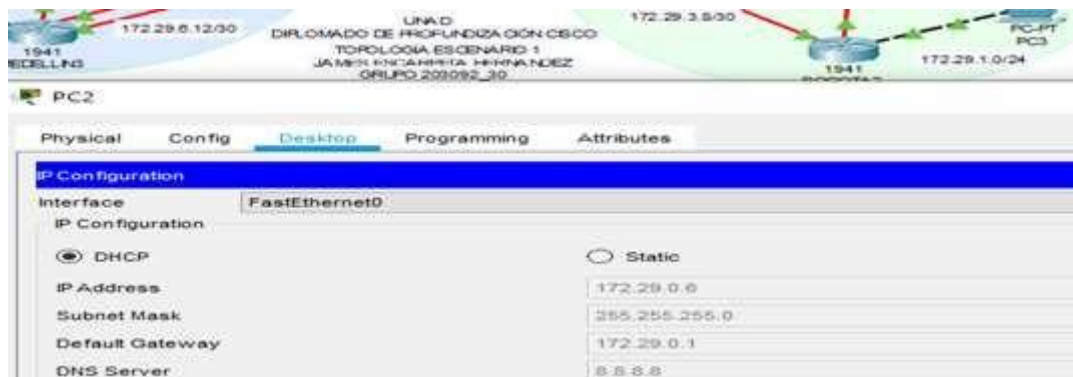 UNAD
172.29.3.8/30
172.29.6.12/30
DIPLOMADO DE PROFUNDIZACIÓN CISCO
PC-PT
PC3
TOPOLOGIA ESCENARIO 1
1941
JAMES ESCARPETA HERNANDEZ
172.29.1.0/24
GRUPO 203092_30
1941
PC2
Physical Config Desktop Programming Attributes
IP Configuration
Interface FastEthernet0
IP Configuration
DHCP Static
IP Address 172.29.0.6
Subnet Mask 255.255.255.0
Default Gateway 172.29.0.1
DNS Server 8.8.8.8